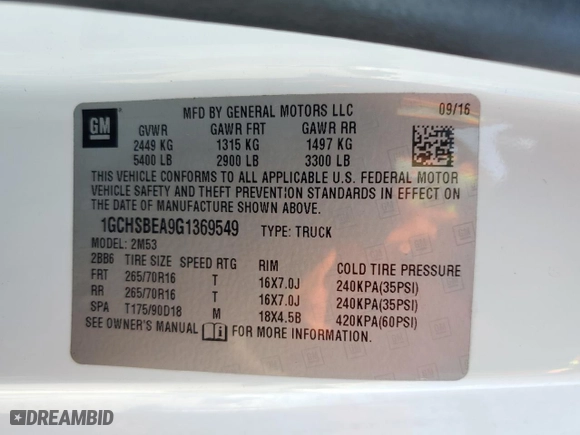 MFD BY GENERAL MOTORS LLC 09/16
GM
GVWR GAWR FRT GAWR RR
2449 KG 1315 KG 1497 KG
5400 LB 2900 LB 3300 LB
THIS VEHICLE CONFORMS TO ALL APPLICABLE U.S. FEDERAL MOTOR
VEHICLE SAFETY AND THEFT PREVENTION STANDARDS IN EFFECT ON
THE DATE OF MANUFACTURE SHOWN ABOVE.
1GCHSBEA9G1369549 TYPE: TRUCK
MODEL: 2M53
2BB6 TIRE SIZE SPEED RTG RIM COLD TIRE PRESSURE
FRT 265/70R16 T 16X7.0J 240KPA(35PSI)
RR 265/70R16 T 16X7.0J 240KPA(35PSI)
SPA T175/90D18 M 18X4.5B 420KPA(60PSI)
SEE OWNER'S MANUAL i FOR MORE INFORMATION.
DREAMBID